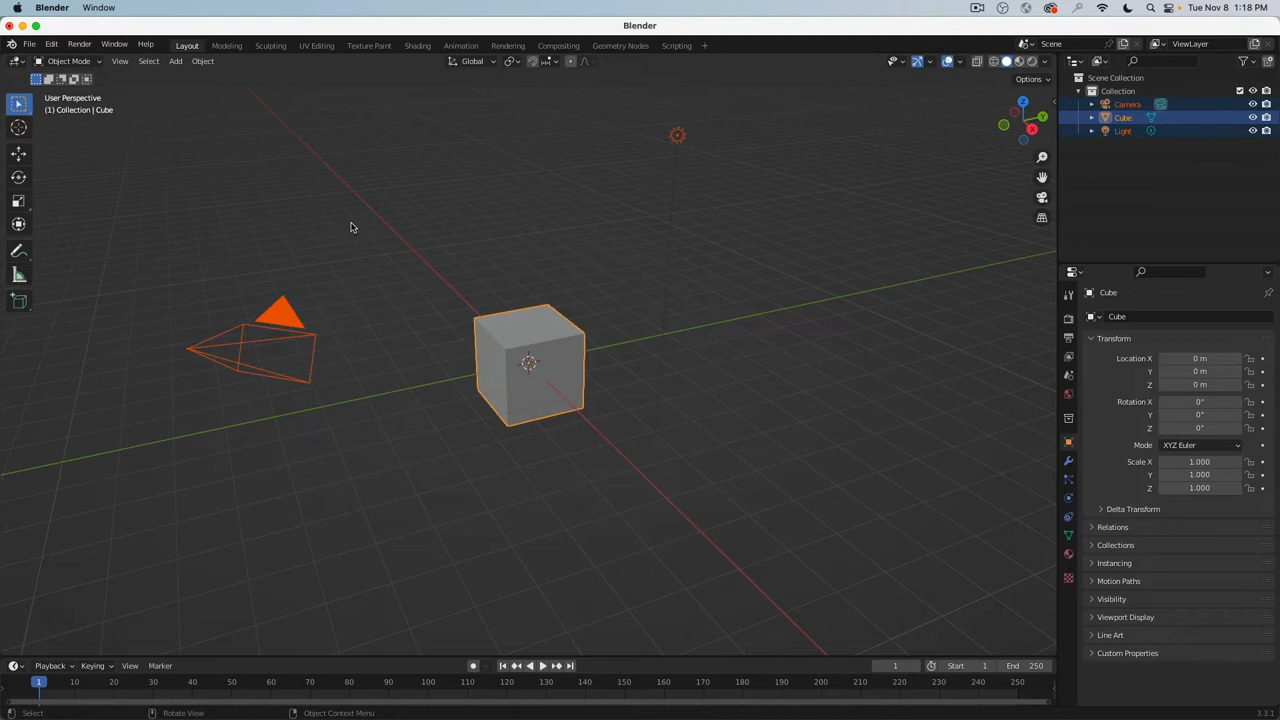 Blender Window Tue Nov 8 1:18 PM
Blender
File Edit Render Window Help Layout Modeling Sculpting UV Editing Texture Paint Shading Animation Rendering Compositing Geometry Nodes Scripting + Scene ViewLayer
Object Mode View Select Add Object Global
Options
User Perspective
(1) Collection | Cube
Z
Y
X
Scene Collection
Collection
Camera
Cube
Light
Cube
Cube
Transform
Location X 0 m
Y 0 m
Z 0 m
Rotation X 0°
Y 0°
Z 0°
Mode XYZ Euler
Scale X 1.000
Y 1.000
Z 1.000
Delta Transform
Relations
Collections
Instancing
Motion Paths
Visibility
Viewport Display
Line Art
Custom Properties
Playback Keying View Marker 1 Start 1 End 250
1 10 20 30 40 50 60 70 80 90 100 110 120 130 140 150 160 170 180 190 200 210 220 230 240 250
Select Rotate View Object Context Menu 3.3.1